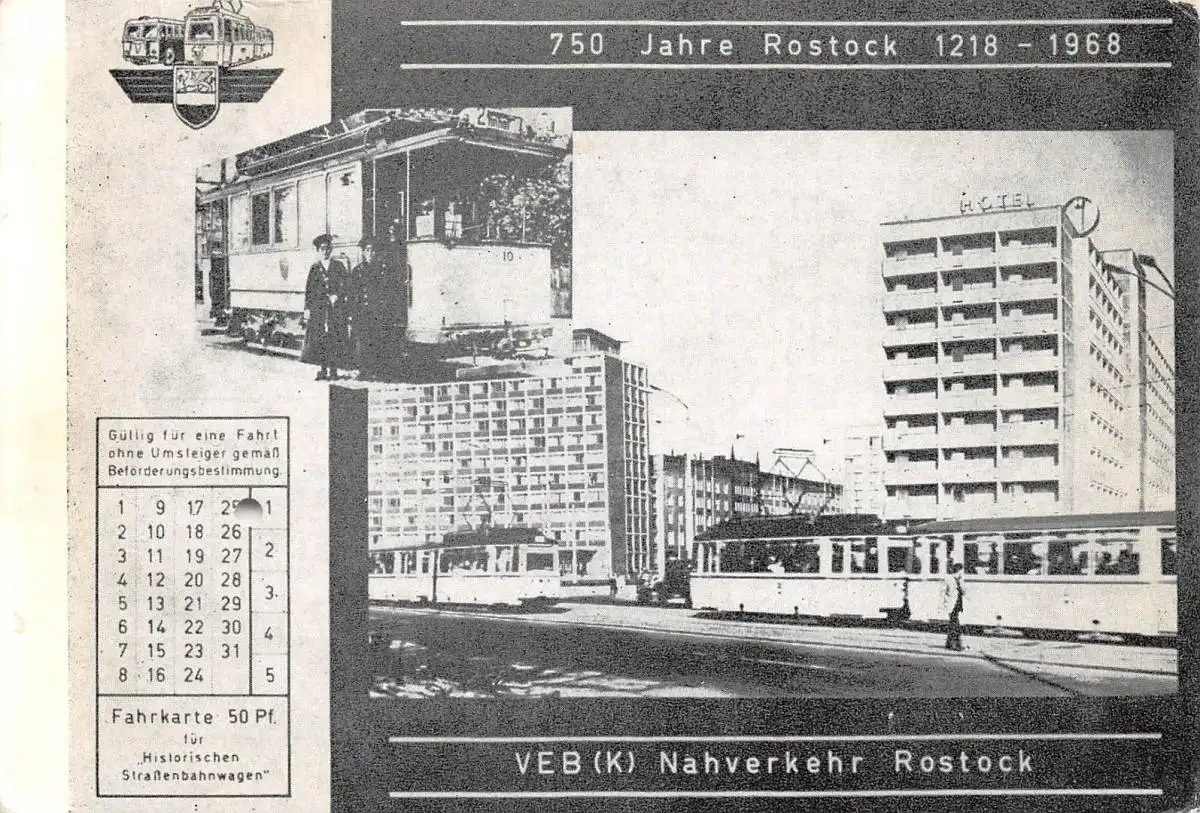 750 Jahre Rostock 1218 - 1968
HOTEL
10
Gültig für eine Fahrt
ohne Umsteiger gemäß
Beförderungsbestimmung.
1 9 17 25 1
2 10 18 26
3 11 19 27 2
4 12 20 28 3.
5 13 21 29
6 14 22 30 4
7 15 23 31
8 16 24 5
Fahrkarte 50 Pf.
für
„Historischen
Straßenbahnwagen"
VEB (K) Nahverkehr Rostock